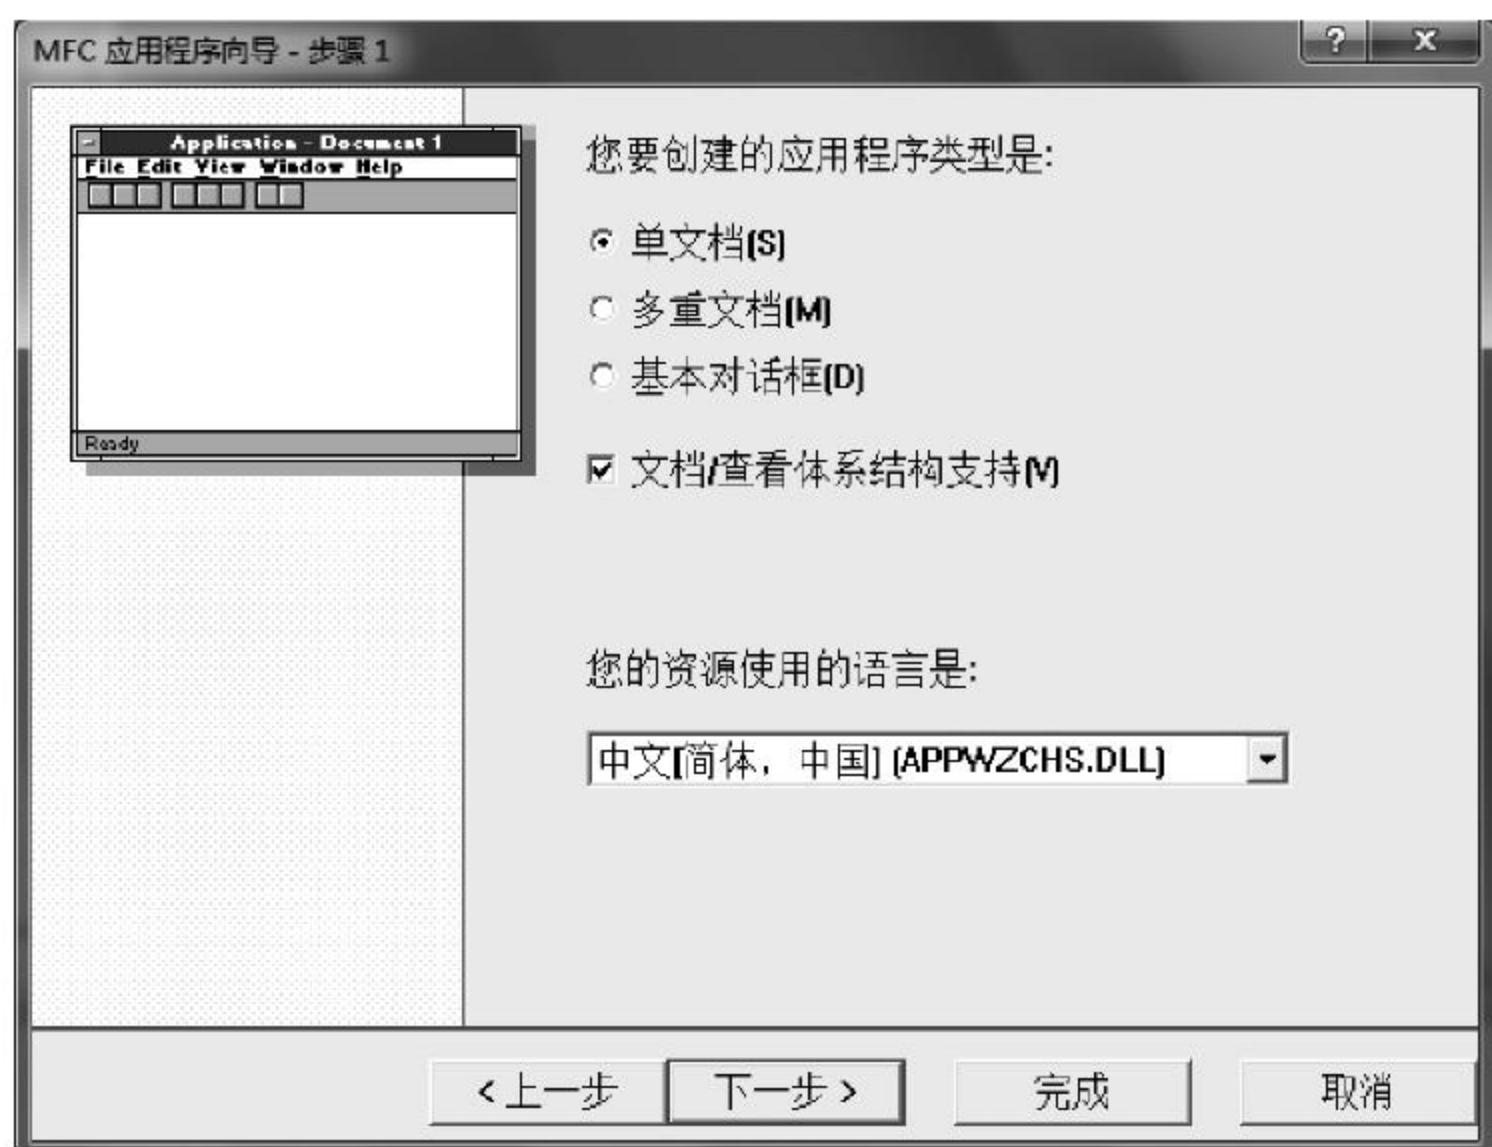 MFC 应用程序向导 - 步骤 1
? x
Application - Document 1
File Edit View Window Help
Ready
您要创建的应用程序类型是:
单文档(S)
多重文档(M)
基本对话框(D)
文档/查看体系结构支持(V)
您的资源使用的语言是:
中文[简体, 中国] (APPWZCHS.DLL)
<上一步 下一步> 完成 取消